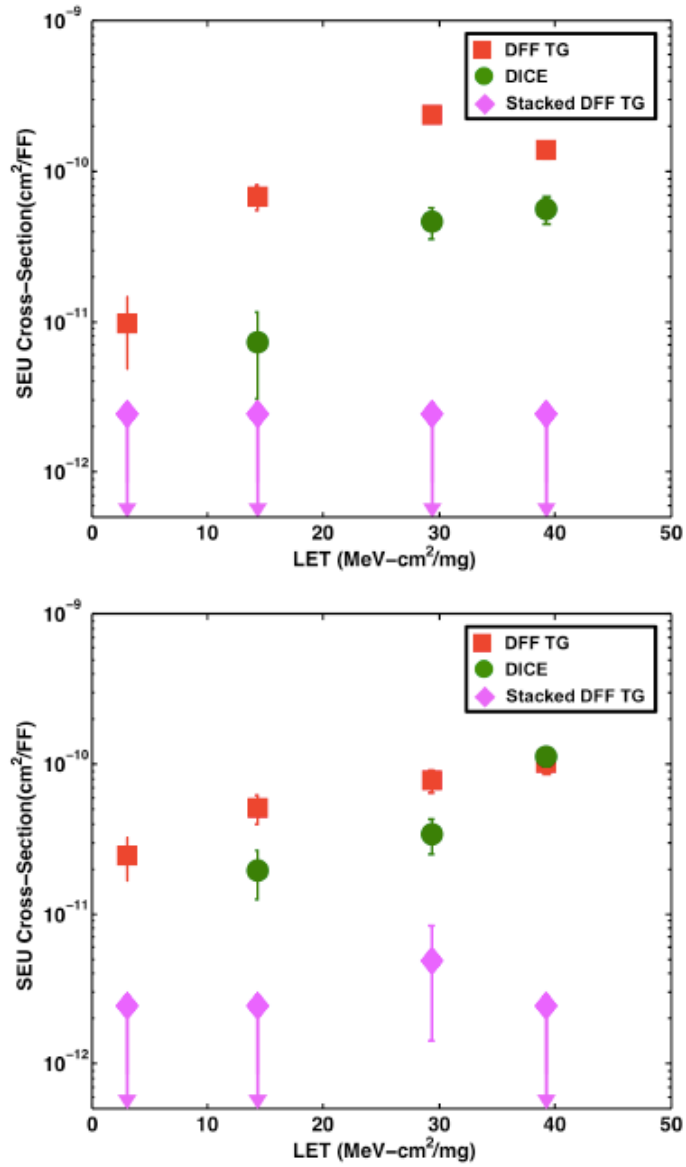 10⁻⁹
10⁻¹⁰
10⁻¹¹
10⁻¹²
SEU Cross−Section(cm²/FF)
DFF TG
DICE
Stacked DFF TG
0 10 20 30 40 50
LET (MeV−cm²/mg)
10⁻⁹
10⁻¹⁰
10⁻¹¹
10⁻¹²
SEU Cross−Section(cm²/FF)
DFF TG
DICE
Stacked DFF TG
0 10 20 30 40 50
LET (MeV−cm²/mg)